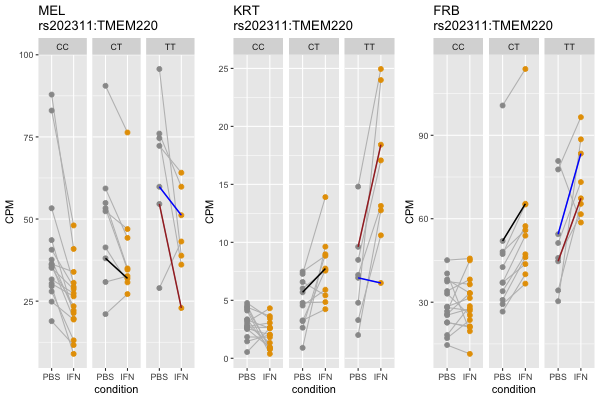 MEL
rs202311:TMEM220
CC CT TT
100
75
50
25
CPM
PBS IFN PBS IFN PBS IFN
condition
KRT
rs202311:TMEM220
CC CT TT
25
20
15
10
5
0
CPM
PBS IFN PBS IFN PBS IFN
condition
FRB
rs202311:TMEM220
CC CT TT
90
60
30
CPM
PBS IFN PBS IFN PBS IFN
condition